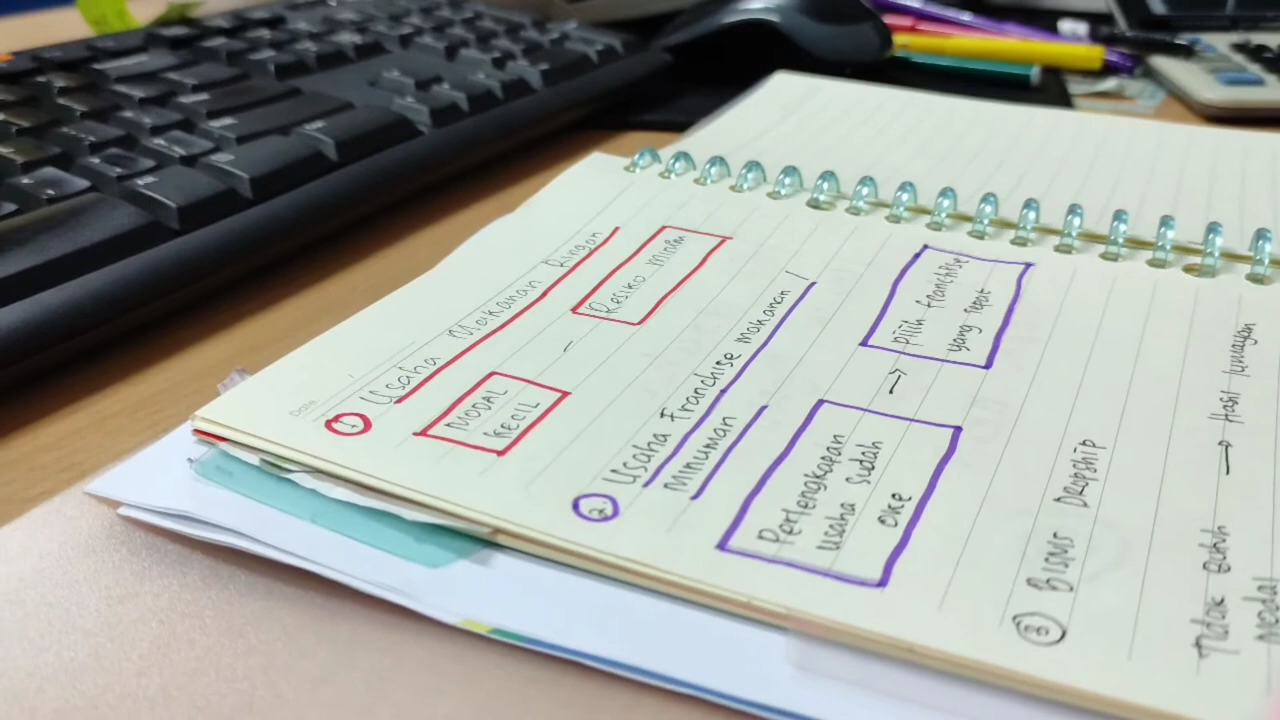 Date
1 Usaha Makanan Ringan
MODAL
KECIL
-
Resiko Minim
2. Usaha Franchise Makanan /
Minuman
Perlengkapan
usaha sudah
oke
→
pilih franchise
yang tepat
3 BISNIS DROPSHIP
Tidak Butuh → Hasil lumayan
Modal